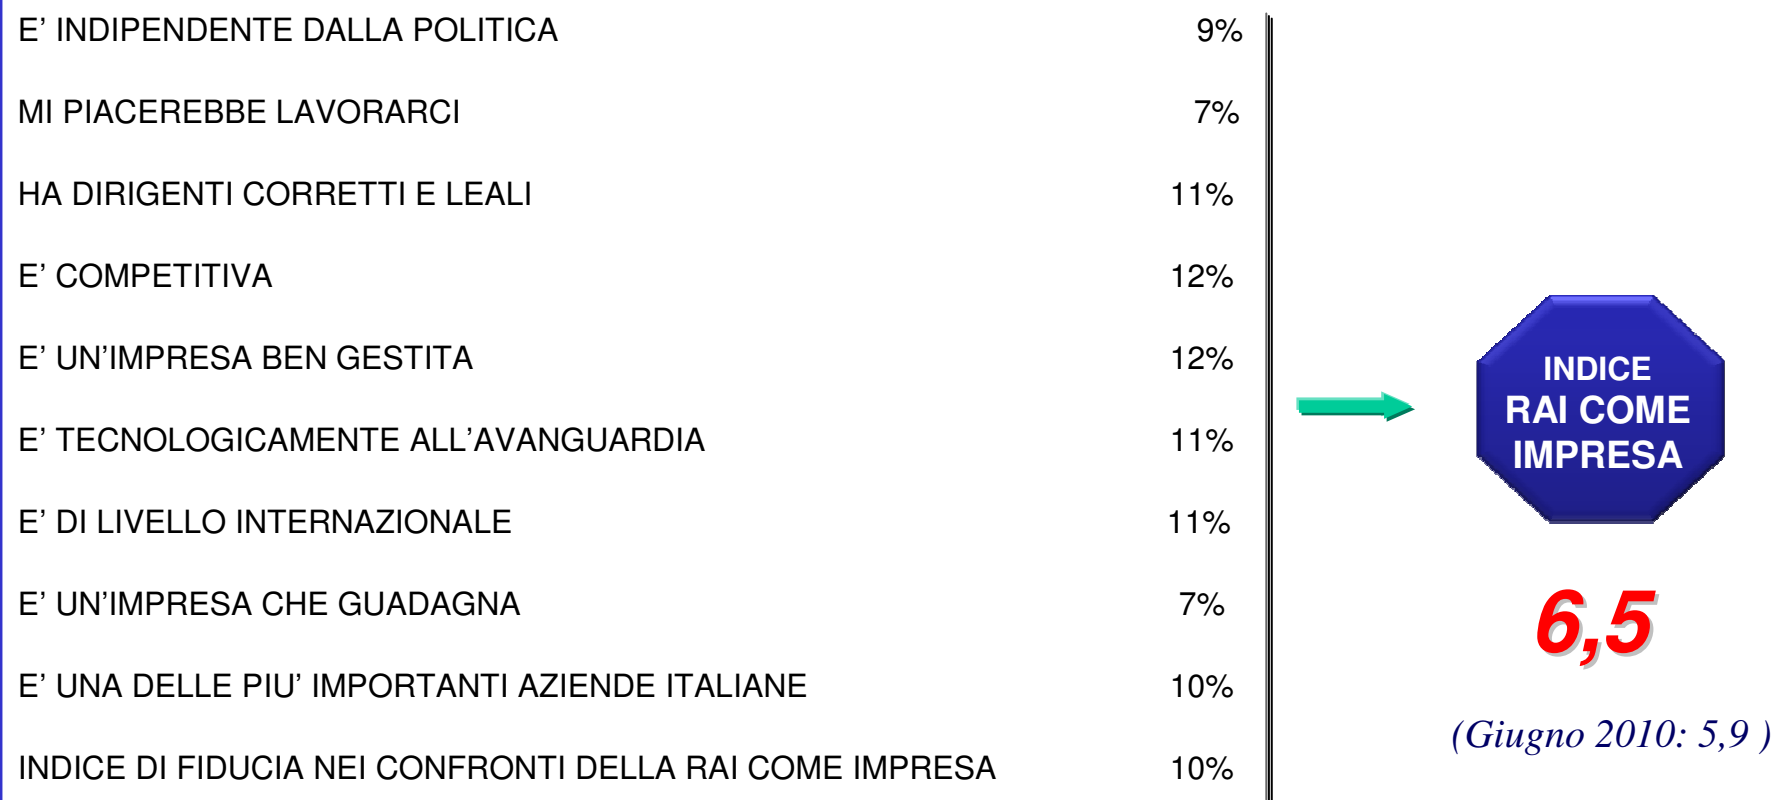 E’ INDIPENDENTE DALLA POLITICA 9%
MI PIACEREBBE LAVORARCI 7%
HA DIRIGENTI CORRETTI E LEALI 11%
E’ COMPETITIVA 12%
E’ UN’IMPRESA BEN GESTITA 12%
E’ TECNOLOGICAMENTE ALL’AVANGUARDIA 11%
E’ DI LIVELLO INTERNAZIONALE 11%
E’ UN’IMPRESA CHE GUADAGNA 7%
E’ UNA DELLE PIU’ IMPORTANTI AZIENDE ITALIANE 10%
INDICE DI FIDUCIA NEI CONFRONTI DELLA RAI COME IMPRESA 10%
INDICE
RAI COME
IMPRESA
6,5
(Giugno 2010: 5,9 )